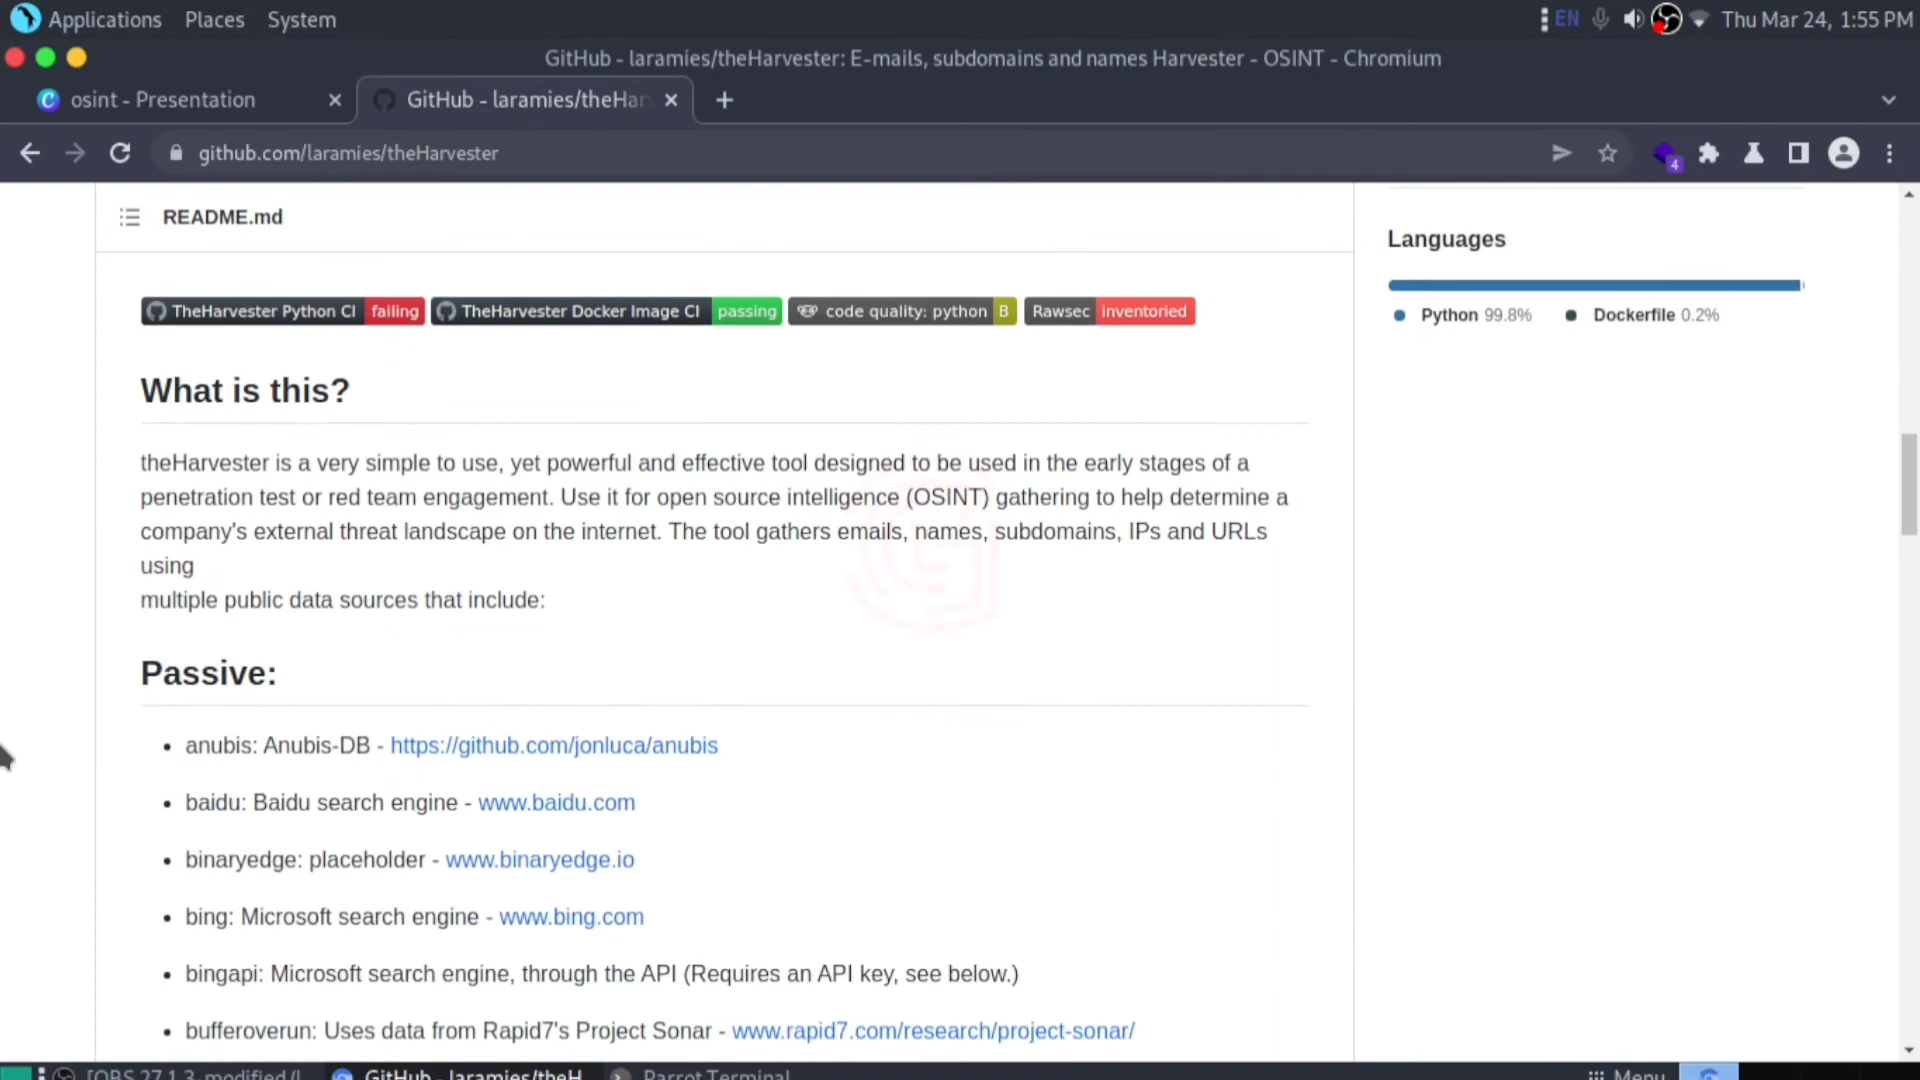 Applications Places System EN Thu Mar 24, 1:55 PM
GitHub - laramies/theHarvester: E-mails, subdomains and names Harvester - OSINT - Chromium
osint - Presentation GitHub - laramies/theHar
github.com/laramies/theHarvester 4
README.md
Languages
Python 99.8% Dockerfile 0.2%
TheHarvester Python CI failing TheHarvester Docker Image CI passing code quality: python B Rawsec inventoried
What is this?
theHarvester is a very simple to use, yet powerful and effective tool designed to be used in the early stages of a
penetration test or red team engagement. Use it for open source intelligence (OSINT) gathering to help determine a
company's external threat landscape on the internet. The tool gathers emails, names, subdomains, IPs and URLs
using
multiple public data sources that include:
Passive:
• anubis: Anubis-DB - https://github.com/jonluca/anubis
• baidu: Baidu search engine - www.baidu.com
• binaryedge: placeholder - www.binaryedge.io
• bing: Microsoft search engine - www.bing.com
• bingapi: Microsoft search engine, through the API (Requires an API key, see below.)
• bufferoverun: Uses data from Rapid7's Project Sonar - www.rapid7.com/research/project-sonar/
[OBS 27.1.3 modified (l GitHub - laramies/theH Parrot Terminal Menu